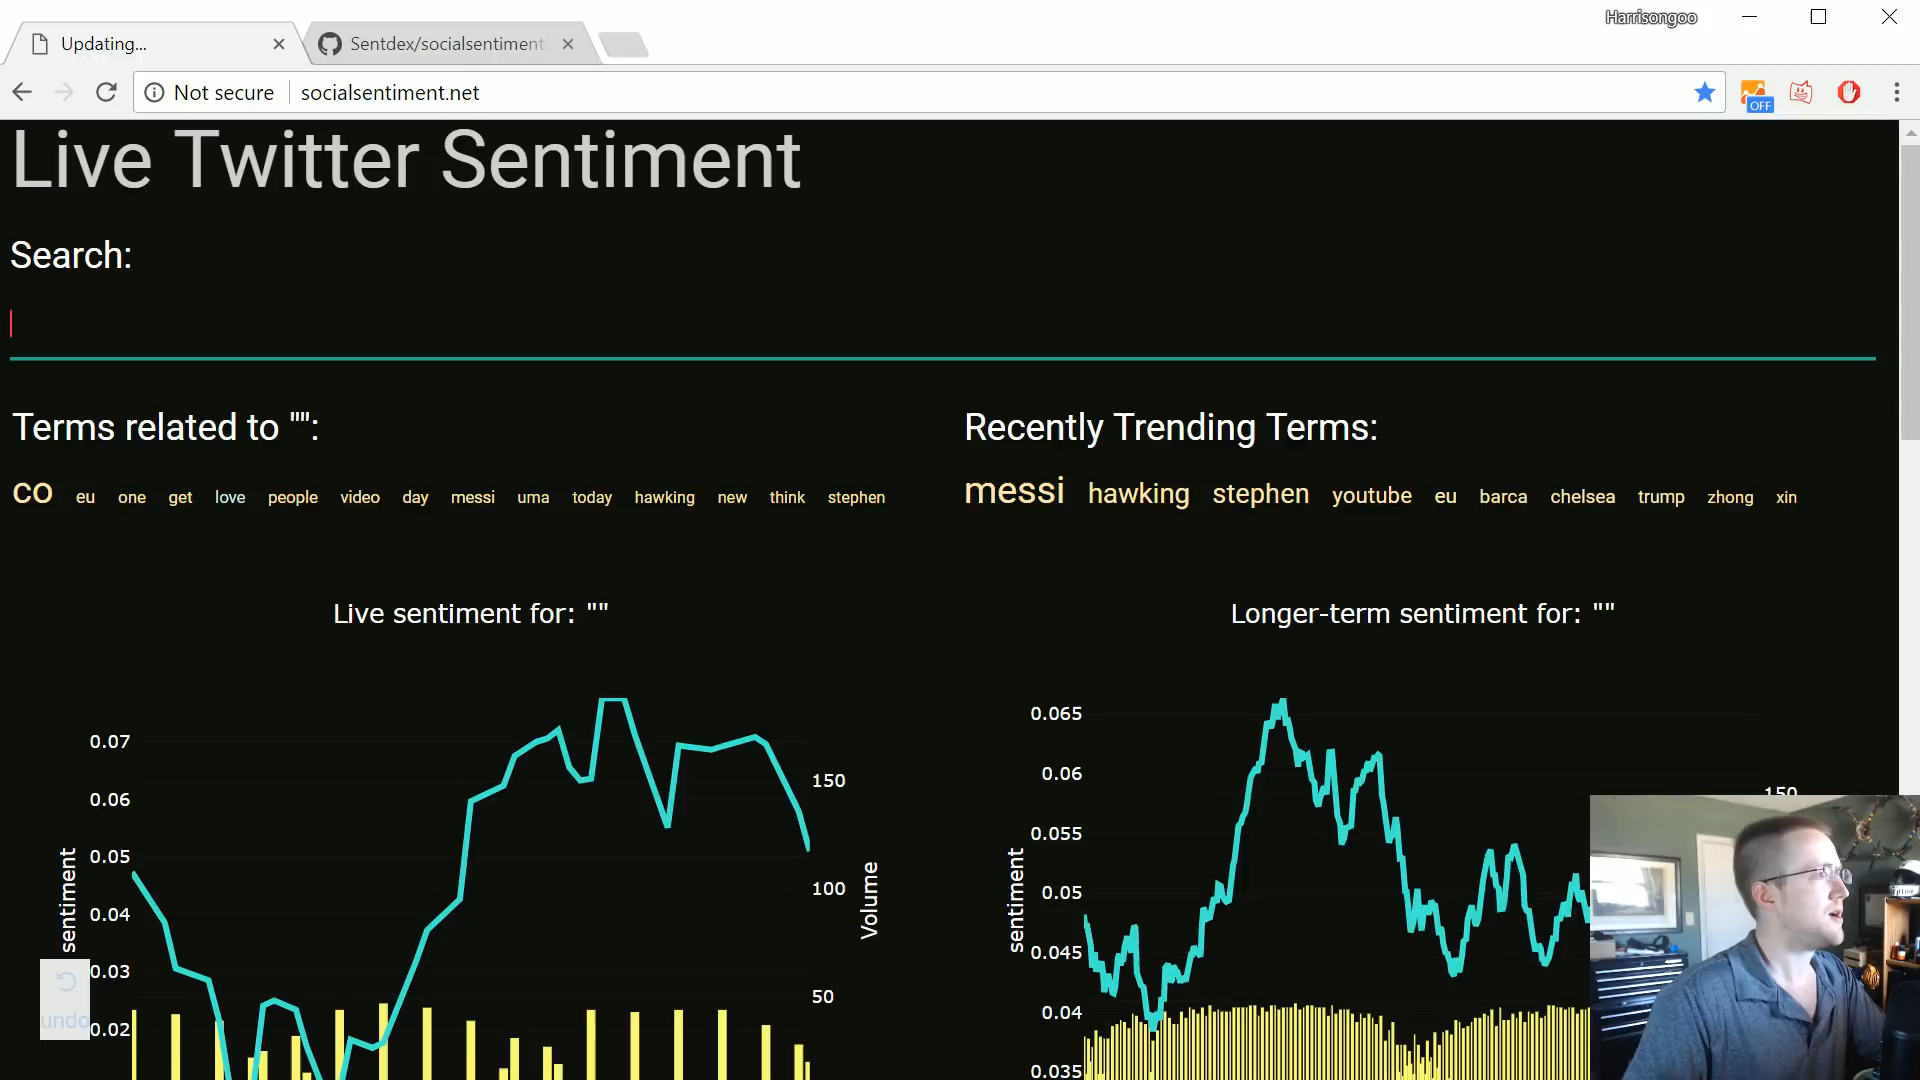 Harrisongoo
Updating...
Sentdex/socialsentiment
Not secure
socialsentiment.net
OFF
Live Twitter Sentiment
Search:
Terms related to "":
co eu one get love people video day messi uma today hawking new think stephen
Recently Trending Terms:
messi hawking stephen youtube eu barca chelsea trump zhong xin
Live sentiment for: ""
0.07
0.06
0.05
0.04
0.03
0.02
sentiment
150
100
50
Volume
undo
Longer-term sentiment for: ""
0.065
0.06
0.055
0.05
0.045
0.04
0.035
sentiment
150